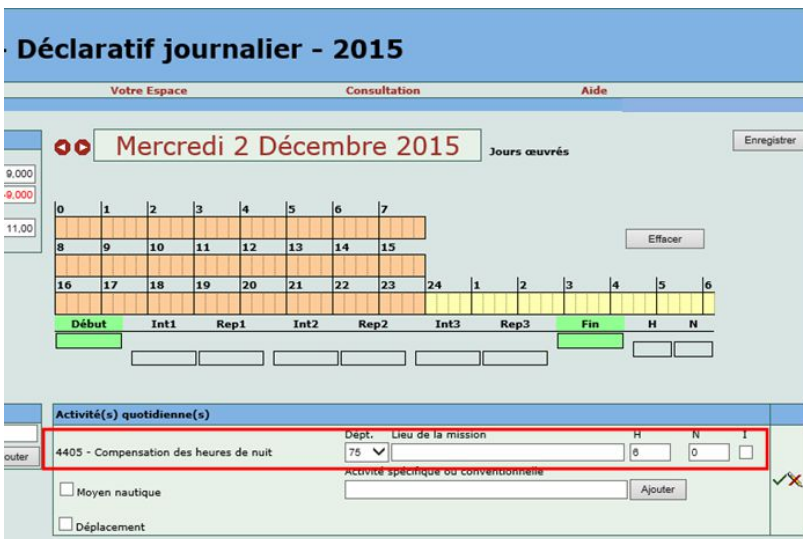 - Déclaratif journalier - 2015
Votre Espace Consultation Aide
Mercredi 2 Décembre 2015 Jours œuvrés Enregistrer
9,000
-9,000
11,00
0 1 2 3 4 5 6 7
Effacer
8 9 10 11 12 13 14 15
16 17 18 19 20 21 22 23 24 1 2 3 4 5 6
Début Int1 Rep1 Int2 Rep2 Int3 Rep3 Fin H N
Activité(s) quotidienne(s)
Dépt. Lieu de la mission H N I
4405 - Compensation des heures de nuit 75 6 0
outer
Activité spécifique ou conventionnelle
Moyen nautique Ajouter
Déplacement